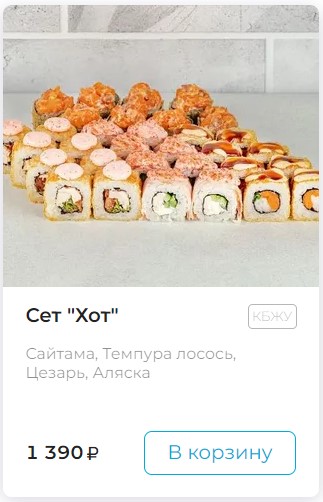 Сет "Хот"
КБЖУ
Сайтама, Темпура лосось,
Цезарь, Аляска
1 390 ₽
В корзину